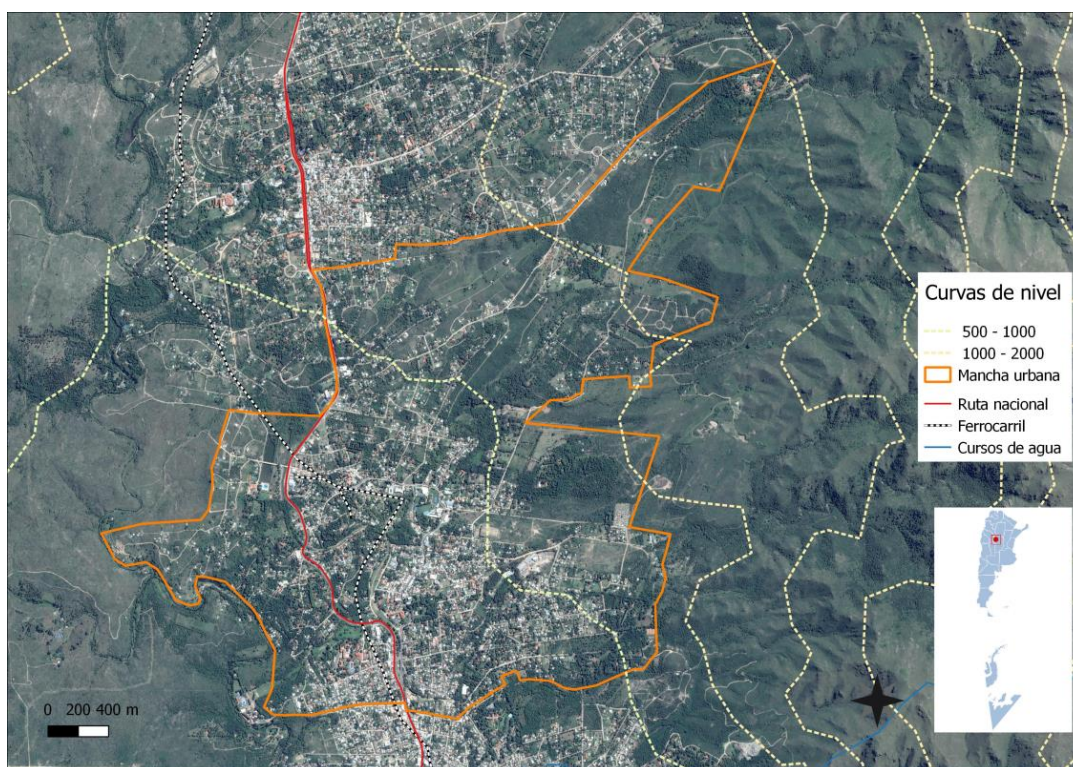 Curvas de nivel
500 - 1000
1000 - 2000
Mancha urbana
Ruta nacional
Ferrocarril
Cursos de agua
0 200 400 m